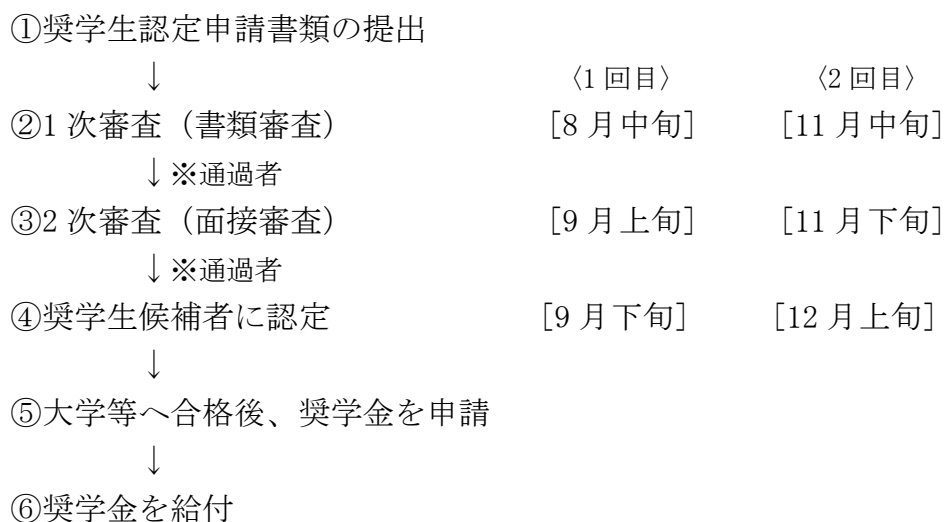 ①奨学生認定申請書類の提出
↓ 〈1 回目〉 〈2 回目〉
②1 次審査（書類審査） [8 月中旬] [11 月中旬]
↓※通過者
③2 次審査（面接審査） [9 月上旬] [11 月下旬]
↓※通過者
④奨学生候補者に認定 [9 月下旬] [12 月上旬]
↓
⑤大学等へ合格後、奨学金を申請
↓
⑥奨学金を給付